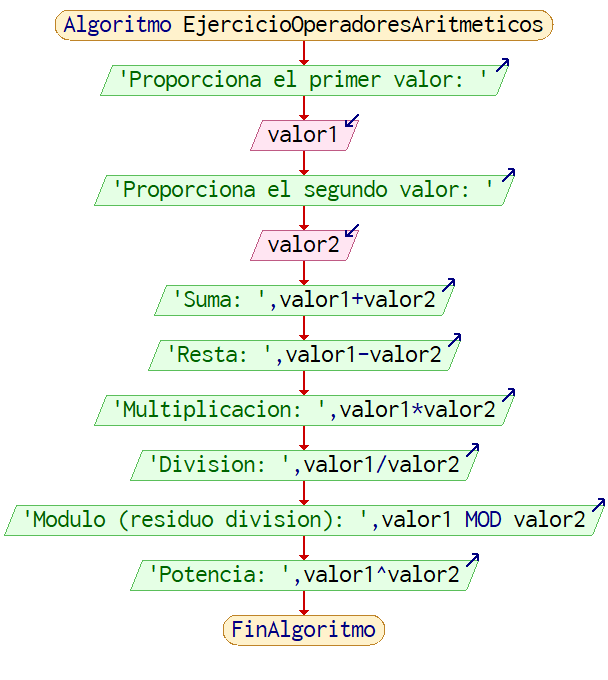 Algoritmo EjercicioOperadoresAritmeticos
'Proporciona el primer valor: '
valor1
'Proporciona el segundo valor: '
valor2
'Suma: ',valor1+valor2
'Resta: ',valor1-valor2
'Multiplicacion: ',valor1*valor2
'Division: ',valor1/valor2
'Modulo (residuo division): ',valor1 MOD valor2
'Potencia: ',valor1^valor2
FinAlgoritmo